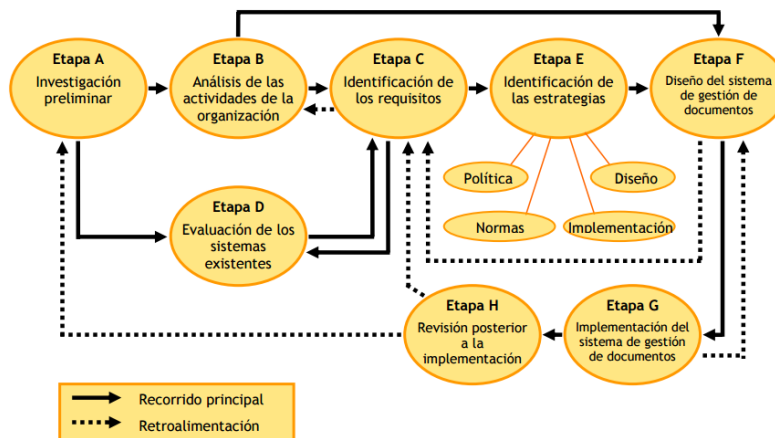 Etapa A
Investigación
preliminar
Etapa B
Análisis de las
actividades de la
organización
Etapa C
Identificación de
los requisitos
Etapa E
Identificación de
las estrategias
Etapa F
Diseño del sistema
de gestión de
documentos
Política
Diseño
Normas
Implementación
Etapa D
Evaluación de los
sistemas
existentes
Etapa H
Revisión posterior
a la
implementación
Etapa G
Implementación del
sistema de gestión
de documentos
Recorrido principal
Retroalimentación